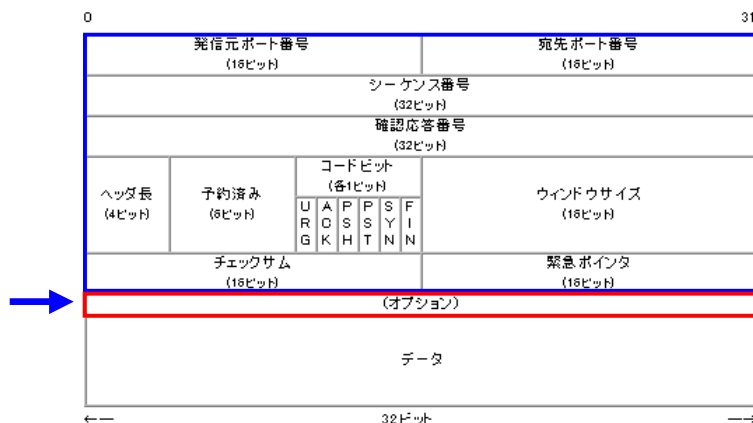 0 31
発信元ポート番号 宛先ポート番号
(16ビット) (16ビット)
シーケンス番号
(32ビット)
確認応答番号
(32ビット)
ヘッダ長
(4ビット)
予約済み
(6ビット)
コードビット
(各1ビット)
URG ACK PSH PST SYN FIN
ウィンドウサイズ
(16ビット)
チェックサム 緊急ポインタ
(16ビット) (16ビット)
(オプション)
データ
32ビット